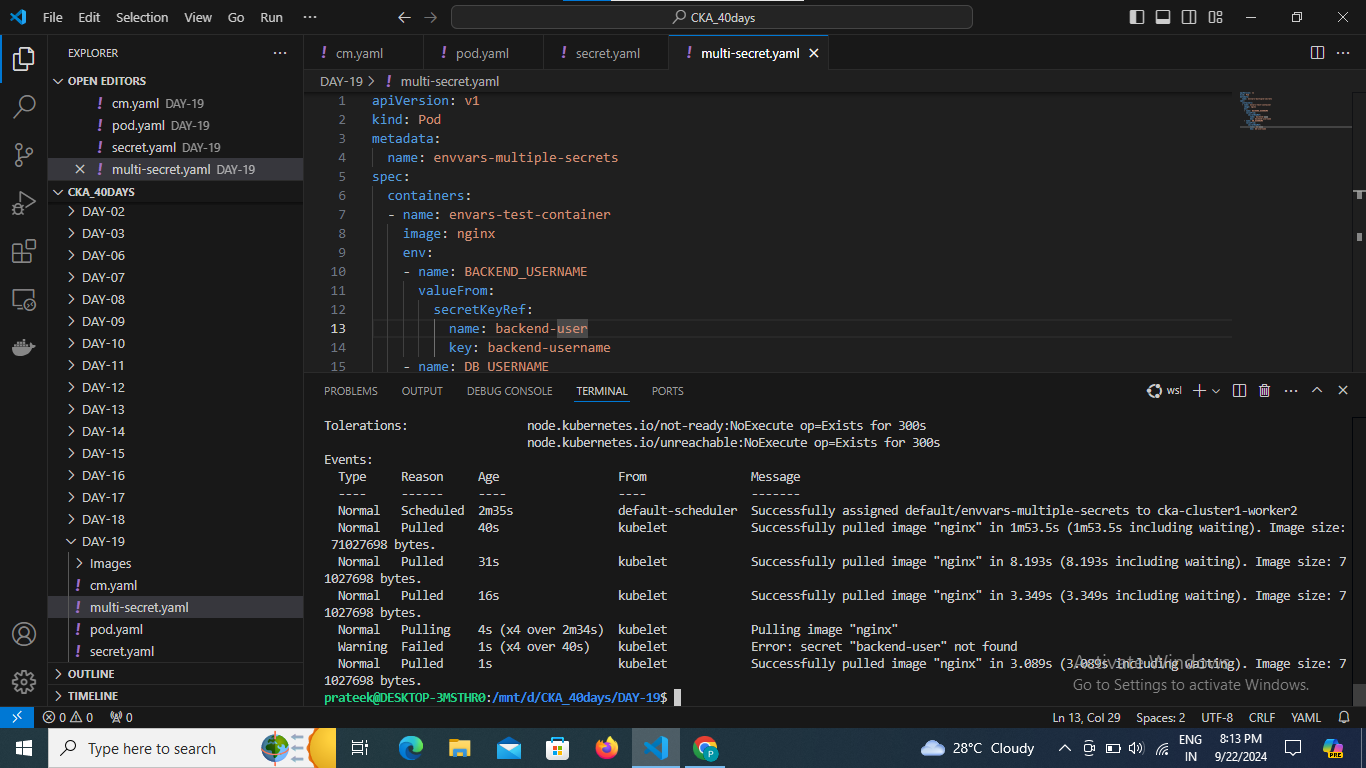 File Edit Selection View Go Run ··· CKA_40days
EXPLORER ···
OPEN EDITORS
! cm.yaml DAY-19
! pod.yaml DAY-19
! secret.yaml DAY-19
! multi-secret.yaml DAY-19
CKA_40DAYS
DAY-02
DAY-03
DAY-06
DAY-07
DAY-08
DAY-09
DAY-10
DAY-11
DAY-12
DAY-13
DAY-14
DAY-15
DAY-16
DAY-17
DAY-18
DAY-19
Images
! cm.yaml
! multi-secret.yaml
! pod.yaml
! secret.yaml
OUTLINE
TIMELINE
! cm.yaml ! pod.yaml ! secret.yaml ! multi-secret.yaml
DAY-19 > ! multi-secret.yaml
1 apiVersion: v1
2 kind: Pod
3 metadata:
4 name: envvars-multiple-secrets
5 spec:
6 containers:
7 - name: envars-test-container
8 image: nginx
9 env:
10 - name: BACKEND_USERNAME
11 valueFrom:
12 secretKeyRef:
13 name: backend-user
14 key: backend-username
15 - name: DB_USERNAME
PROBLEMS OUTPUT DEBUG CONSOLE TERMINAL PORTS wsl
Tolerations: node.kubernetes.io/not-ready:NoExecute op=Exists for 300s
node.kubernetes.io/unreachable:NoExecute op=Exists for 300s
Events:
Type Reason Age From Message
---- ------ ---- ---- -------
Normal Scheduled 2m35s default-scheduler Successfully assigned default/envvars-multiple-secrets to cka-cluster1-worker2
Normal Pulled 40s kubelet Successfully pulled image "nginx" in 1m53.5s (1m53.5s including waiting). Image size:
71027698 bytes.
Normal Pulled 31s kubelet Successfully pulled image "nginx" in 8.193s (8.193s including waiting). Image size: 7
1027698 bytes.
Normal Pulled 16s kubelet Successfully pulled image "nginx" in 3.349s (3.349s including waiting). Image size: 7
1027698 bytes.
Normal Pulling 4s (x4 over 2m34s) kubelet Pulling image "nginx"
Warning Failed 1s (x4 over 40s) kubelet Error: secret "backend-user" not found
Normal Pulled 1s kubelet Successfully pulled image "nginx" in 3.089s (3.089s including waiting). Image size: 7
1027698 bytes.
prateek@DESKTOP-3MSTHR0:/mnt/d/CKA_40days/DAY-19$
Activate Windows
Go to Settings to activate Windows.
0 0 0 Ln 13, Col 29 Spaces: 2 UTF-8 CRLF YAML
Type here to search 28°C Cloudy ENG IN 8:13 PM 9/22/2024 PRE